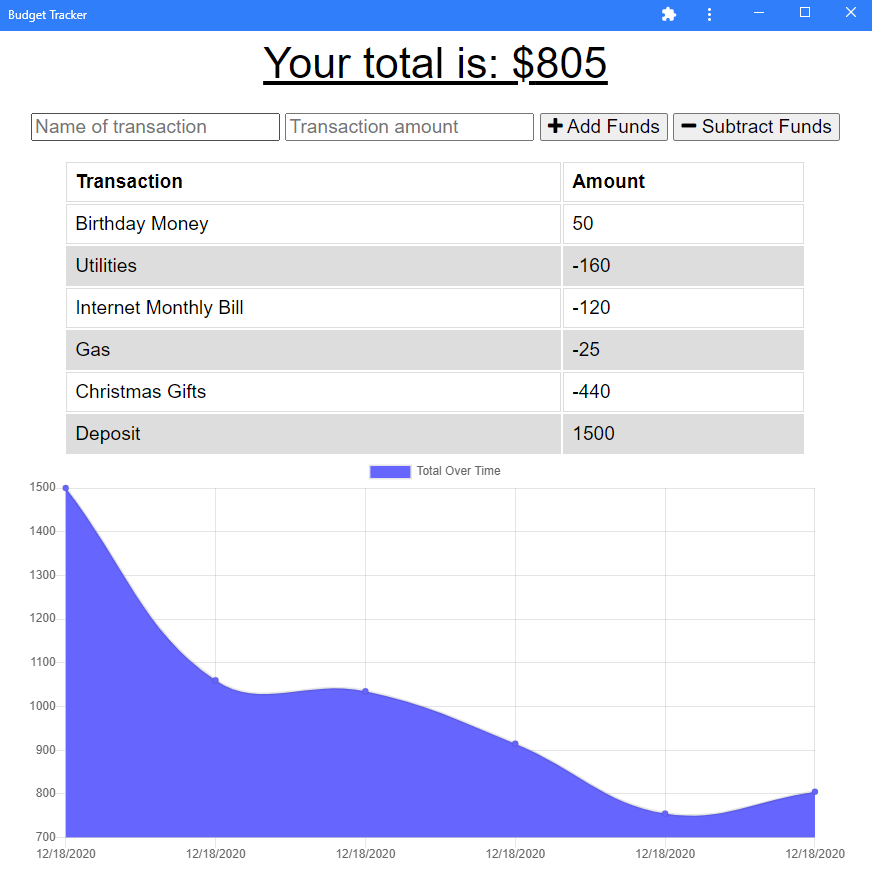 Budget Tracker
Your total is: $805
Name of transaction Transaction amount Add Funds Subtract Funds
Transaction Amount
Birthday Money 50
Utilities -160
Internet Monthly Bill -120
Gas -25
Christmas Gifts -440
Deposit 1500
Total Over Time
1500
1400
1300
1200
1100
1000
900
800
700
12/18/2020 12/18/2020 12/18/2020 12/18/2020 12/18/2020 12/18/2020